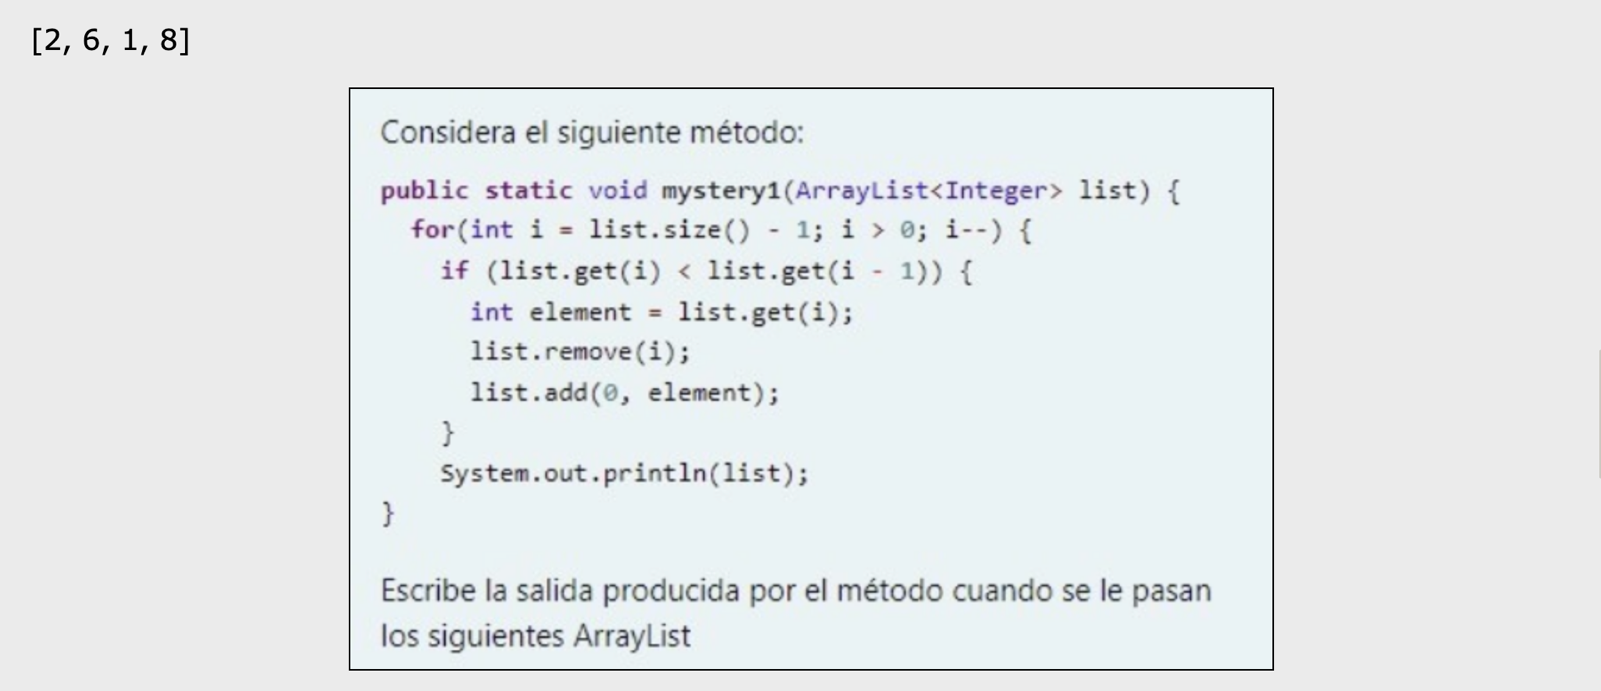 [2, 6, 1, 8]
Considera el siguiente método:
public static void mystery1(ArrayList<Integer> list) {
for(int i = list.size() - 1; i > 0; i--) {
if (list.get(i) < list.get(i - 1)) {
int element = list.get(i);
list.remove(i);
list.add(0, element);
}
System.out.println(list);
}
Escribe la salida producida por el método cuando se le pasan
los siguientes ArrayList